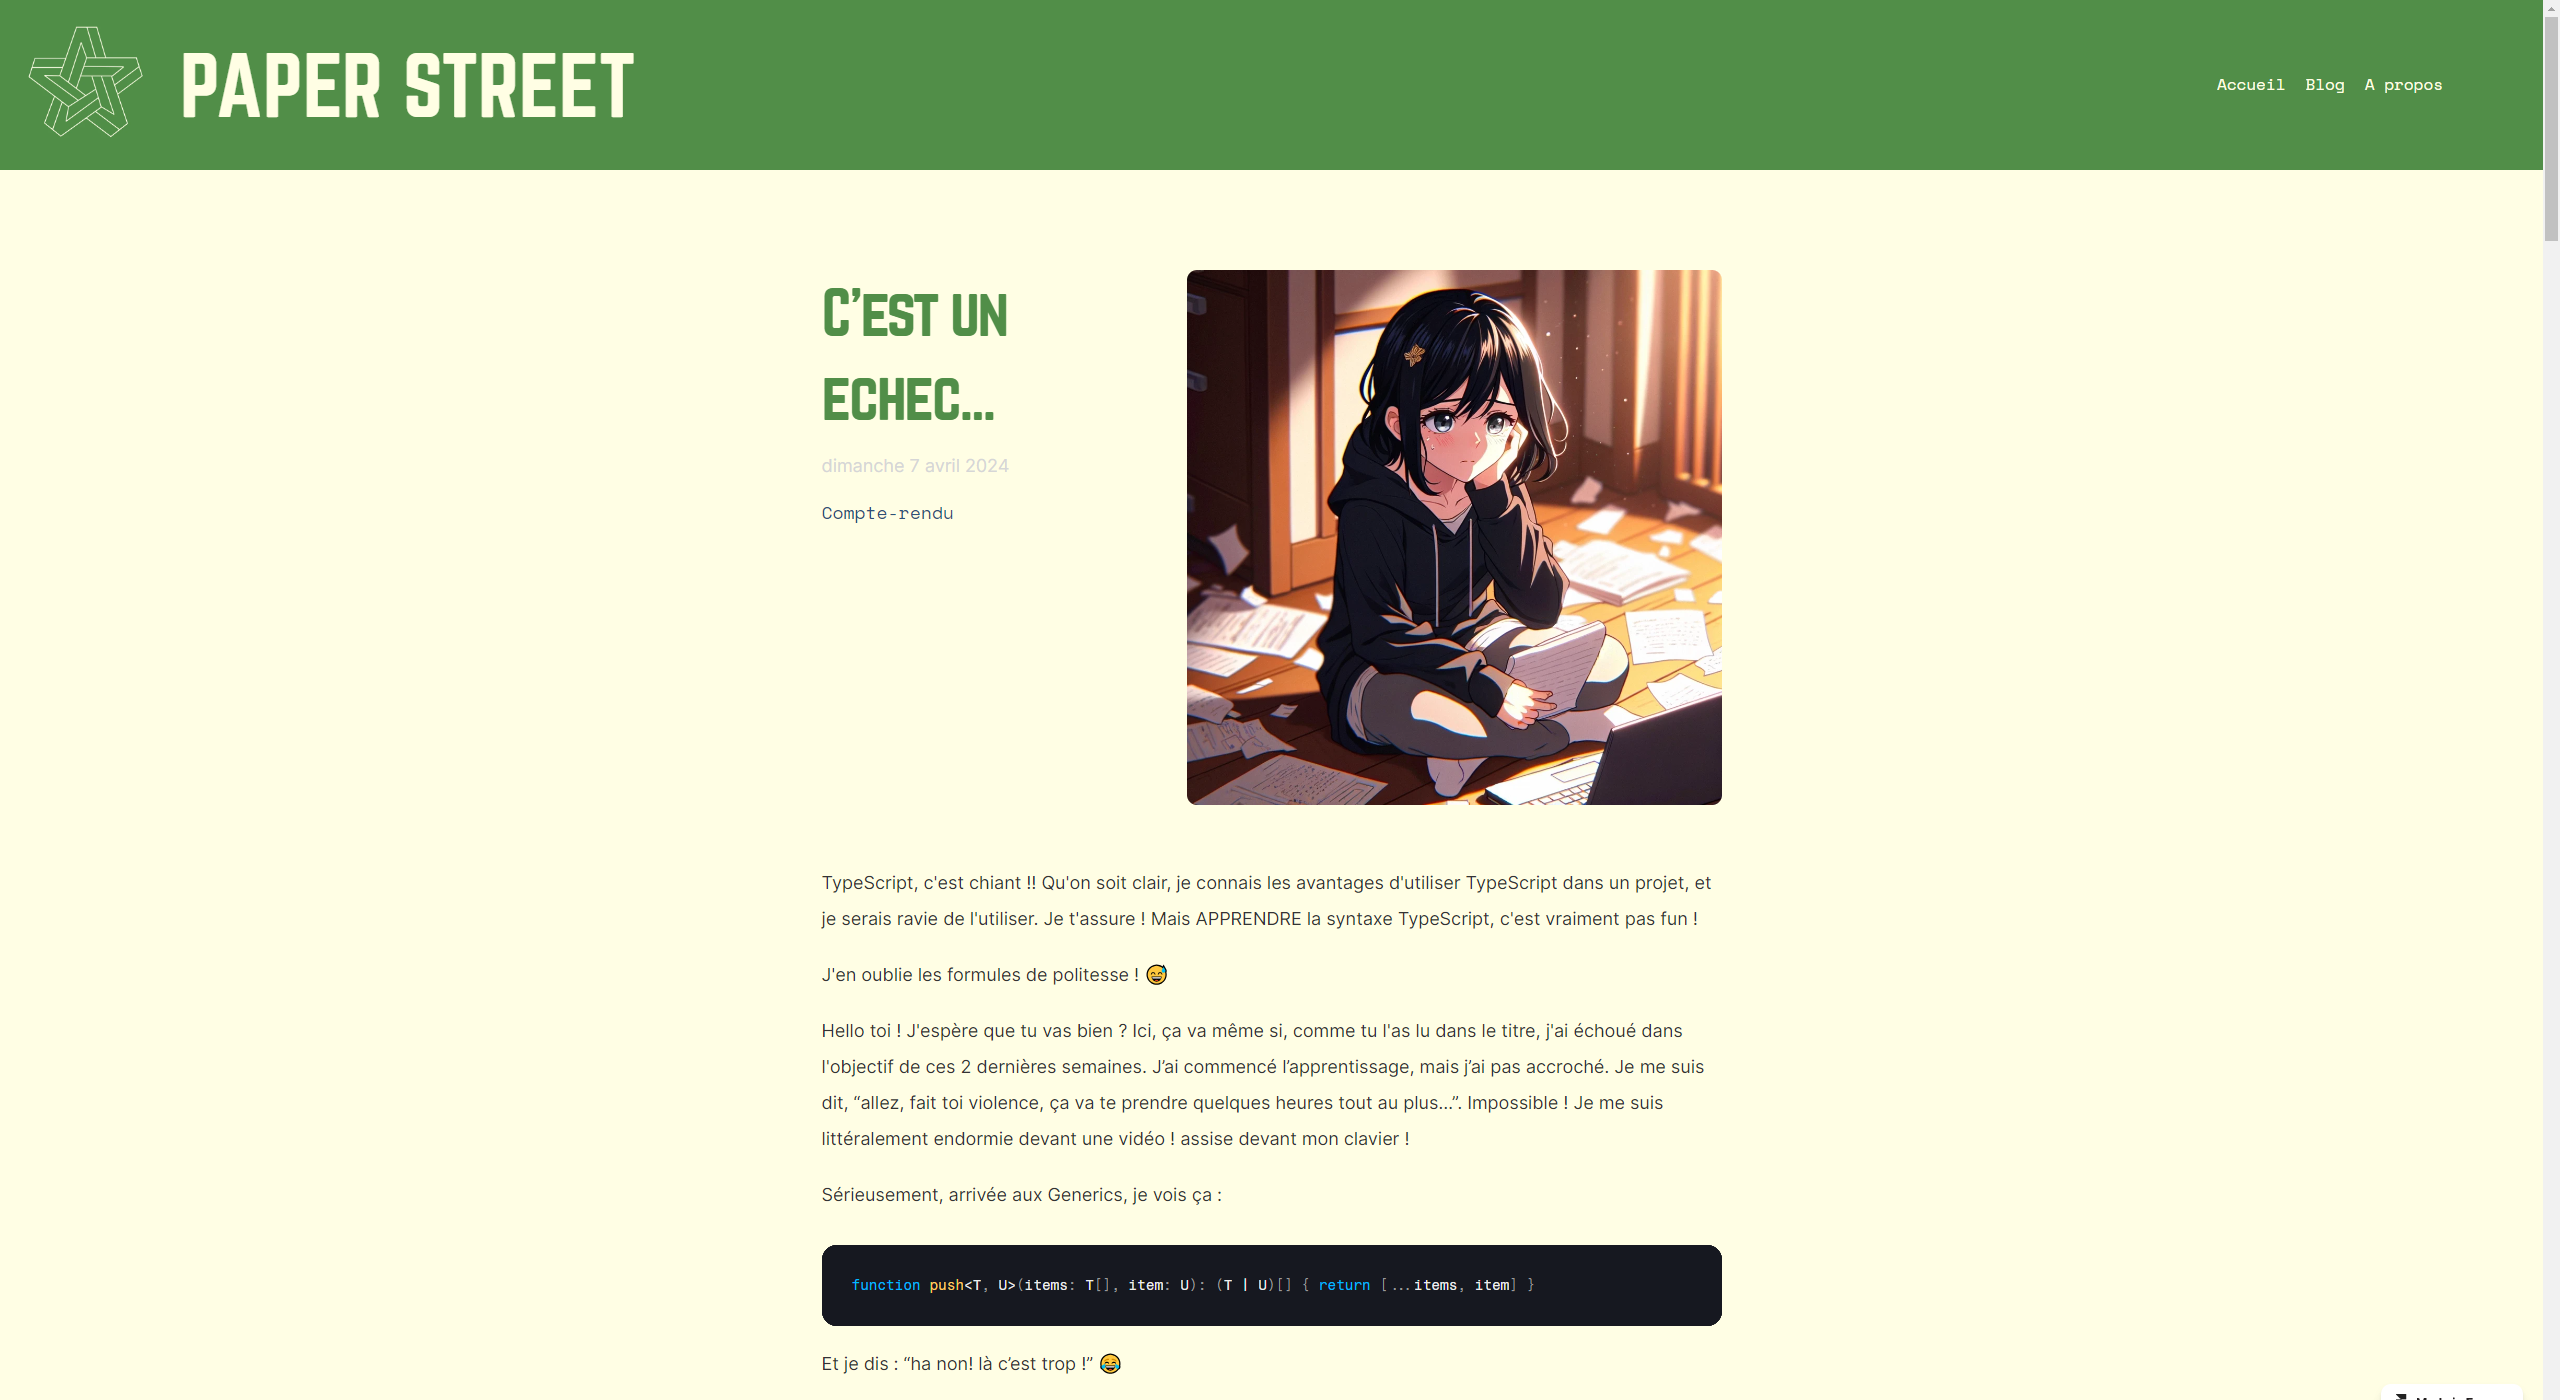 PAPER STREET
Accueil Blog A propos
C’EST UN
ECHEC...
dimanche 7 avril 2024
Compte-rendu
TypeScript, c'est chiant !! Qu'on soit clair, je connais les avantages d'utiliser TypeScript dans un projet, et
je serais ravie de l'utiliser. Je t'assure ! Mais APPRENDRE la syntaxe TypeScript, c'est vraiment pas fun !
J'en oublie les formules de politesse ! 😅
Hello toi ! J'espère que tu vas bien ? Ici, ça va même si, comme tu l'as lu dans le titre, j'ai échoué dans
l'objectif de ces 2 dernières semaines. J’ai commencé l’apprentissage, mais j’ai pas accroché. Je me suis
dit, “allez, fait toi violence, ça va te prendre quelques heures tout au plus...”. Impossible ! Je me suis
littéralement endormie devant une vidéo ! assise devant mon clavier !
Sérieusement, arrivée aux Generics, je vois ça :
function push<T, U>(items: T[], item: U): (T | U)[] { return [...items, item] }
Et je dis : “ha non! là c’est trop !” 😂